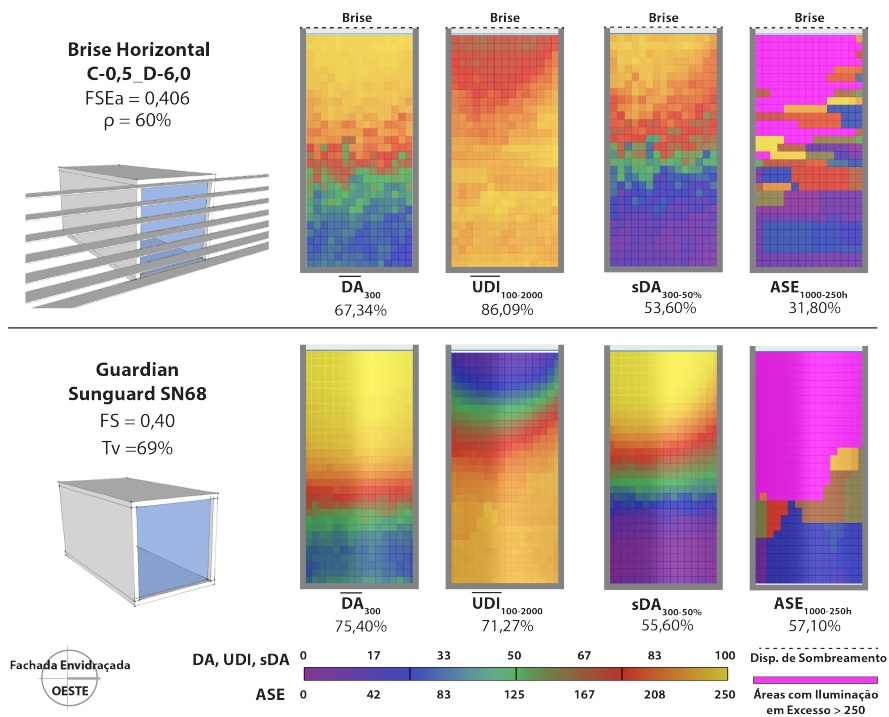 Brise Horizontal
C-0,5_D-6,0
FSEa = 0,406
ρ = 60%
Brise
Brise
Brise
Brise
DA300
67,34%
UDI100-2000
86,09%
sDA300-50%
53,60%
ASE1000-250h
31,80%
Guardian
Sunguard SN68
FS = 0,40
Tv =69%
DA300
75,40%
UDI100-2000
71,27%
sDA300-50%
55,60%
ASE1000-250h
57,10%
Fachada Envidraçada
OESTE
DA, UDI, sDA
0 17 33 50 67 83 100
ASE
0 42 83 125 167 208 250
Disp. de Sombreamento
Áreas com Iluminação
em Excesso > 250